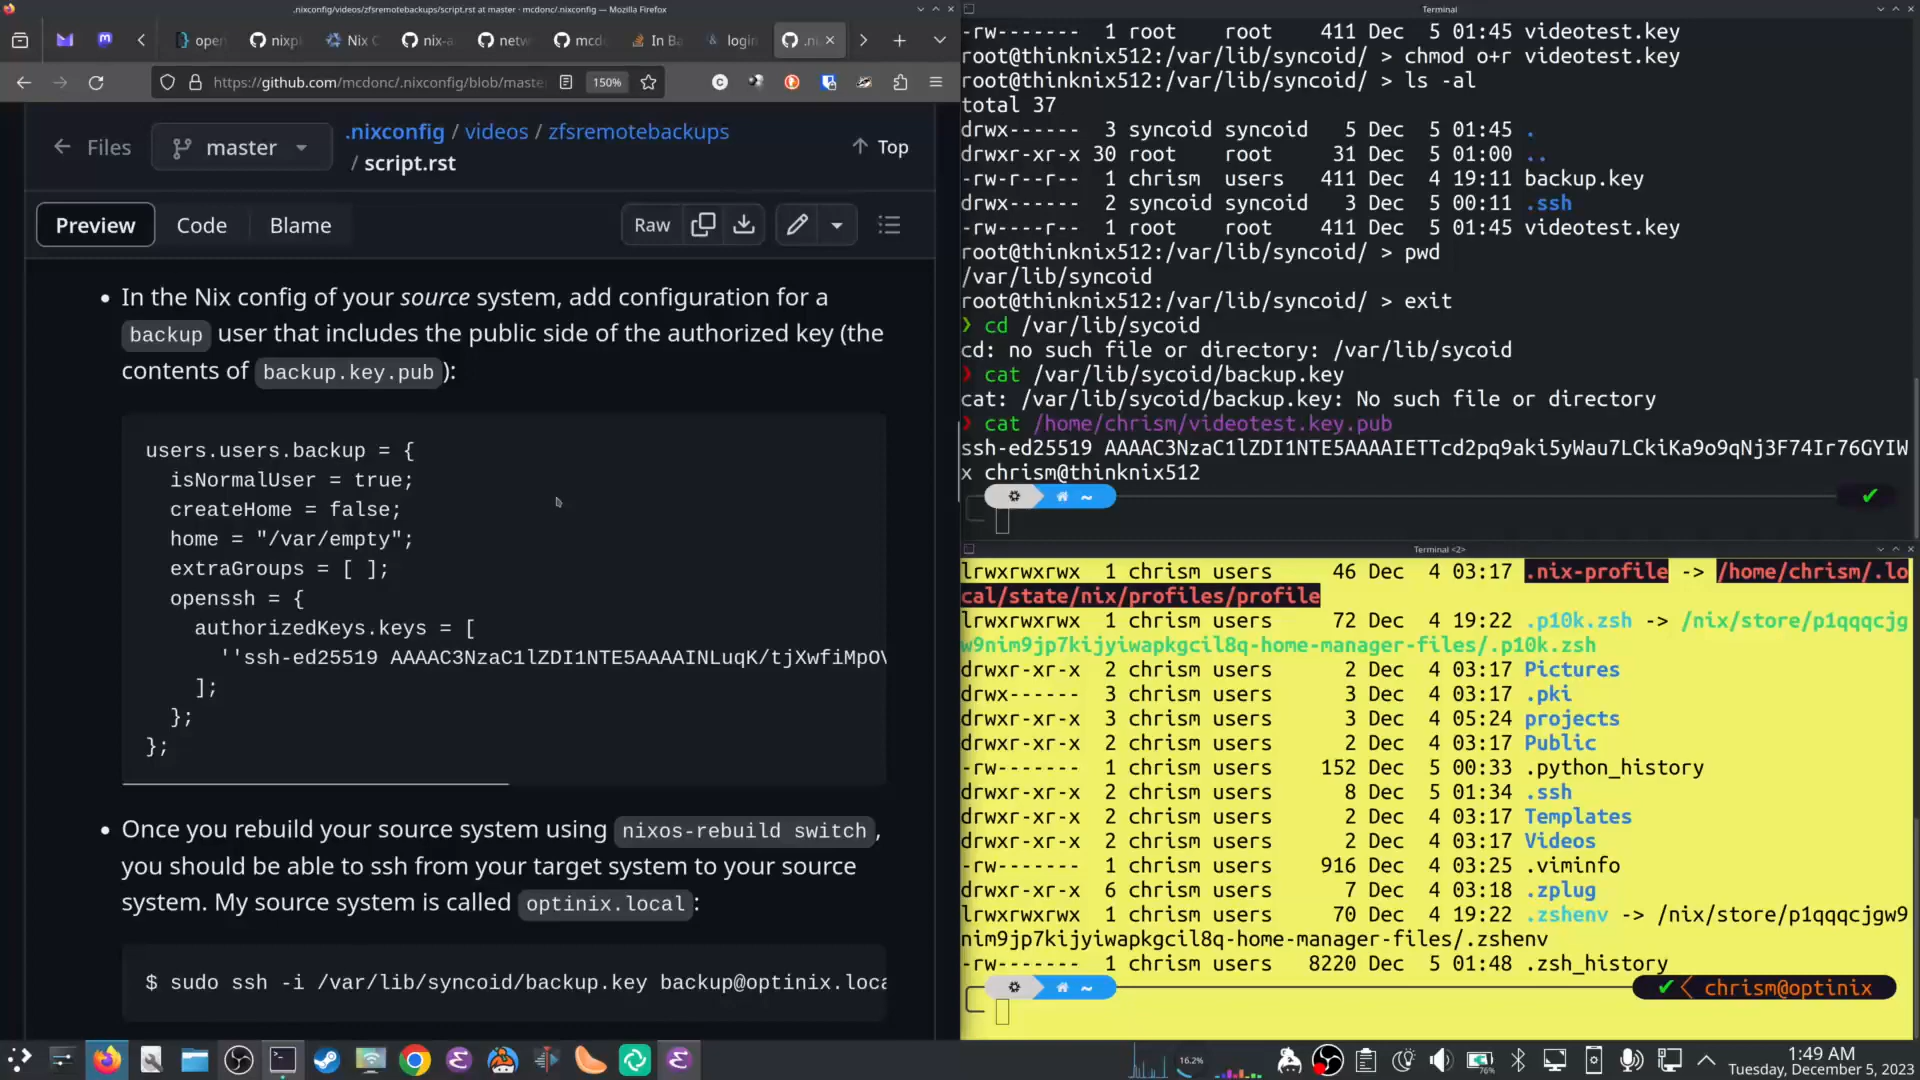 .nixconfig/videos/zfsremotebackups/script.rst at master · mcdonc/.nixconfig — Mozilla Firefox
open
nixpk
Nix C
nix-a
netw
mcdo
In Ba
login
.ni
https://github.com/mcdonc/.nixconfig/blob/maste
150%
Files
master
.nixconfig / videos / zfsremotebackups
/ script.rst
Top
Preview
Code
Blame
Raw
• In the Nix config of your source system, add configuration for a
backup user that includes the public side of the authorized key (the
contents of backup.key.pub ):
users.users.backup = {
isNormalUser = true;
createHome = false;
home = "/var/empty";
extraGroups = [ ];
openssh = {
authorizedKeys.keys = [
''ssh-ed25519 AAAAC3NzaC1lZDI1NTE5AAAAINLuqK/tjXwfiMpOV
];
};
};
• Once you rebuild your source system using nixos-rebuild switch ,
you should be able to ssh from your target system to your source
system. My source system is called optinix.local :
$ sudo ssh -i /var/lib/syncoid/backup.key backup@optinix.loca
Terminal
-rw------- 1 root root 411 Dec 5 01:45 videotest.key
root@thinknix512:/var/lib/syncoid/ > chmod o+r videotest.key
root@thinknix512:/var/lib/syncoid/ > ls -al
total 37
drwx------ 3 syncoid syncoid 5 Dec 5 01:45 .
drwxr-xr-x 30 root root 31 Dec 5 01:00 ..
-rw-r--r-- 1 chrism users 411 Dec 4 19:11 backup.key
drwx------ 2 syncoid syncoid 3 Dec 5 00:11 .ssh
-rw----r-- 1 root root 411 Dec 5 01:45 videotest.key
root@thinknix512:/var/lib/syncoid/ > pwd
/var/lib/syncoid
root@thinknix512:/var/lib/syncoid/ > exit
❯ cd /var/lib/sycoid
cd: no such file or directory: /var/lib/sycoid
❯ cat /var/lib/sycoid/backup.key
cat: /var/lib/sycoid/backup.key: No such file or directory
❯ cat /home/chrism/videotest.key.pub
ssh-ed25519 AAAAC3NzaC1lZDI1NTE5AAAAIETTcd2pq9aki5yWau7LCkiKa9o9qNj3F74Ir76GYIW
x chrism@thinknix512
~
✔
Terminal <2>
lrwxrwxrwx 1 chrism users 46 Dec 4 03:17 .nix-profile -> /home/chrism/.lo
cal/state/nix/profiles/profile
lrwxrwxrwx 1 chrism users 72 Dec 4 19:22 .p10k.zsh -> /nix/store/p1qqqcjg
w9nim9jp7kijyiwapkgcil8q-home-manager-files/.p10k.zsh
drwxr-xr-x 2 chrism users 2 Dec 4 03:17 Pictures
drwx------ 3 chrism users 3 Dec 4 03:17 .pki
drwxr-xr-x 3 chrism users 3 Dec 4 05:24 projects
drwxr-xr-x 2 chrism users 2 Dec 4 03:17 Public
-rw------- 1 chrism users 152 Dec 5 00:33 .python_history
drwxr-xr-x 2 chrism users 8 Dec 5 01:34 .ssh
drwxr-xr-x 2 chrism users 2 Dec 4 03:17 Templates
drwxr-xr-x 2 chrism users 2 Dec 4 03:17 Videos
-rw------- 1 chrism users 916 Dec 4 03:25 .viminfo
drwxr-xr-x 6 chrism users 7 Dec 4 03:18 .zplug
lrwxrwxrwx 1 chrism users 70 Dec 4 19:22 .zshenv -> /nix/store/p1qqqcjgw9
nim9jp7kijyiwapkgcil8q-home-manager-files/.zshenv
-rw------- 1 chrism users 8220 Dec 5 01:48 .zsh_history
~
✔ chrism@optinix
16.2%
76%
1:49 AM
Tuesday, December 5, 2023